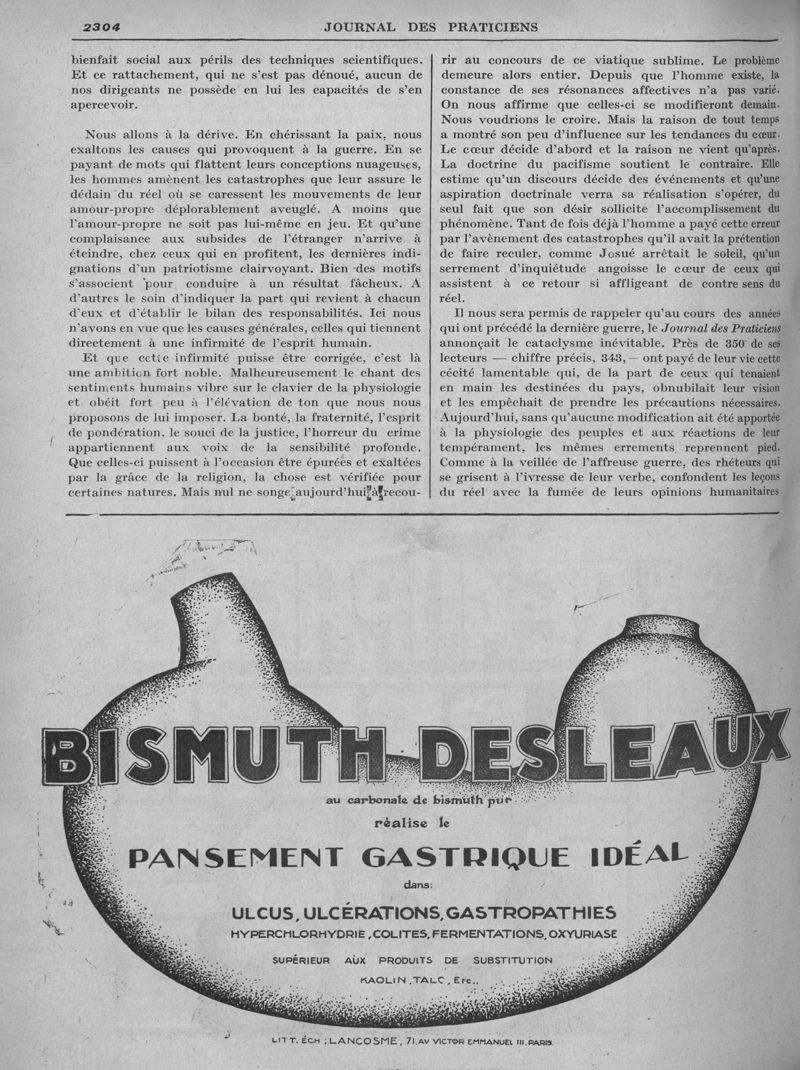 2304
JOURNAL DES PRATICIENS
bienfait social aux périls des techniques scientifiques.
Et ce rattachement, qui ne s'est pas dénoué, aucun de
nos dirigeants ne possède en lui les capacités de s'en
apercevoir.
Nous allons à la dérive. En chérissant la paix, nous
exaltons les causes qui provoquent à la guerre. En se
payant de mots qui flattent leurs conceptions nuageuses,
les hommes amènent les catastrophes que leur assure le
dédain du réel où se caressent les mouvements de leur
amour-propre déplorablement aveuglé. A moins que
l'amour-propre ne soit pas lui-même en jeu. Et qu'une
complaisance aux subsides de l'étranger n'arrive à
éteindre, chez ceux qui en profitent, les dernières indi-
gnations d'un patriotisme clairvoyant. Bien des motifs
s'associent pour conduire à un résultat fâcheux. A
d'autres le soin d'indiquer la part qui revient à chacun
d'eux et d'établir le bilan des responsabilités. Ici nous
n'avons en vue que les causes générales, celles qui tiennent
directement à une infirmité de l'esprit humain.
Et que cette infirmité puisse être corrigée, c'est là
une ambition fort noble. Malheureusement le chant des
sentiments humains vibre sur le clavier de la physiologie
et obéit fort peu à l'élévation de ton que nous nous
proposons de lui imposer. La bonté, la fraternité, l'esprit
de pondération, le souci de la justice, l'horreur du crime
appartiennent aux voix de la sensibilité profonde.
Que celles-ci puissent à l'occasion être épurées et exaltées
par la grâce de la religion, la chose est vérifiée pour
certaines natures. Mais nul ne songe aujourd'hui à recou-
rir au concours de ce viatique sublime. Le problème
demeure alors entier. Depuis que l'homme existe, la
constance de ses résonances affectives n'a pas varié.
On nous affirme que celles-ci se modifieront demain.
Nous voudrions le croire. Mais la raison de tout temps
a montré son peu d'influence sur les tendances du cœur.
Le cœur décide d'abord et la raison ne vient qu'après.
La doctrine du pacifisme soutient le contraire. Elle
estime qu'un discours décide des événements et qu'une
aspiration doctrinale verra sa réalisation s'opérer, du
seul fait que son désir sollicite l'accomplissement du
phénomène. Tant de fois déjà l'homme a payé cette erreur
par l'avènement des catastrophes qu'il avait la prétention
de faire reculer, comme Josué arrêtait le soleil, qu'un
serrement d'inquiétude angoisse le cœur de ceux qui
assistent à ce retour si affligeant de contre sens du
réel.
Il nous sera permis de rappeler qu'au cours des années
qui ont précédé la dernière guerre, le Journal des Praticiens
annonçait le cataclysme inévitable. Près de 350 de ses
lecteurs — chiffre précis, 343, — ont payé de leur vie cette
cécité lamentable qui, de la part de ceux qui tenaient
en main les destinées du pays, obnubilait leur vision
et les empêchait de prendre les précautions nécessaires.
Aujourd'hui, sans qu'aucune modification ait été apportée
à la physiologie des peuples et aux réactions de leur
tempérament, les mêmes errements reprennent pied.
Comme à la veillée de l'affreuse guerre, des rhéteurs qui
se grisent à l'ivresse de leur verbe, confondent les leçons
du réel avec la fumée de leurs opinions humanitaires
BISMUTH DESLEAUX
au carbonate de bismuth pur
réalise le
PANSEMENT GASTRIQUE IDÉAL
dans:
ULCUS, ULCÉRATIONS, GASTROPATHIES
HYPERCHLORHYDRIE, COLITES, FERMENTATIONS, OXYURIASE
SUPÉRIEUR AUX PRODUITS DE SUBSTITUTION
KAOLIN, TALC, Etc..
LITT. ÉCH : LANCOSME, 71, AV VICTOR EMMANUEL III. PARIS.